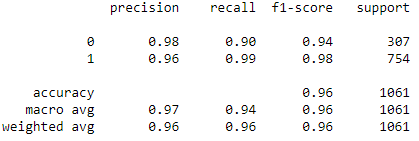 precision recall f1-score support
0 0.98 0.90 0.94 307
1 0.96 0.99 0.98 754
accuracy 0.96 1061
macro avg 0.97 0.94 0.96 1061
weighted avg 0.96 0.96 0.96 1061